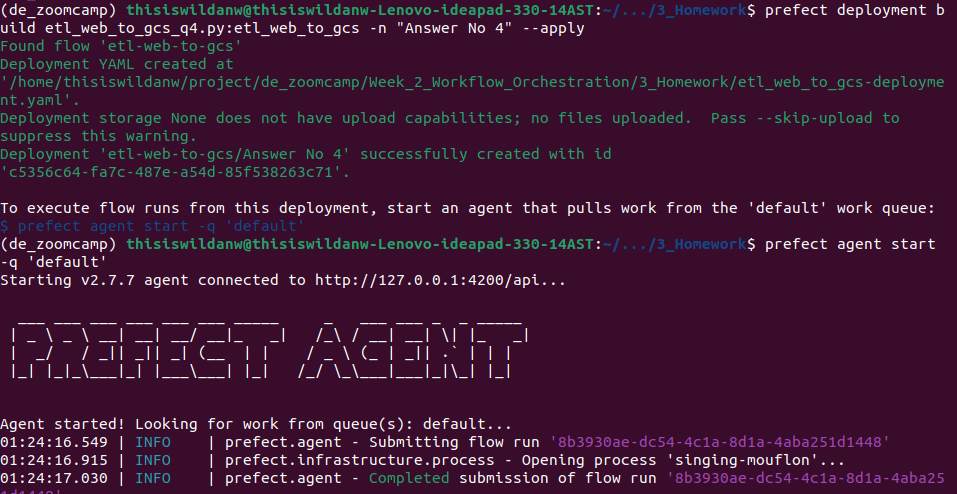 (de_zoomcamp) thisiswildanw@thisiswildanw-Lenovo-ideapad-330-14AST:~/.../3_Homework$ prefect deployment b
uild etl_web_to_gcs_q4.py:etl_web_to_gcs -n "Answer No 4" --apply
Found flow 'etl-web-to-gcs'
Deployment YAML created at
'/home/thisiswildanw/project/de_zoomcamp/Week_2_Workflow_Orchestration/3_Homework/etl_web_to_gcs-deployme
nt.yaml'.
Deployment storage None does not have upload capabilities; no files uploaded.  Pass --skip-upload to
suppress this warning.
Deployment 'etl-web-to-gcs/Answer No 4' successfully created with id
'c5356c64-fa7c-487e-a54d-85f538263c71'.
To execute flow runs from this deployment, start an agent that pulls work from the 'default' work queue:
$ prefect agent start -q 'default'
(de_zoomcamp) thisiswildanw@thisiswildanw-Lenovo-ideapad-330-14AST:~/.../3_Homework$ prefect agent start
-q 'default'
Starting v2.7.7 agent connected to http://127.0.0.1:4200/api...
PREFECT AGENT
Agent started! Looking for work from queue(s): default...
01:24:16.549 | INFO    | prefect.agent - Submitting flow run '8b3930ae-dc54-4c1a-8d1a-4aba251d1448'
01:24:16.915 | INFO    | prefect.infrastructure.process - Opening process 'singing-mouflon'...
01:24:17.030 | INFO    | prefect.agent - Completed submission of flow run '8b3930ae-dc54-4c1a-8d1a-4aba25
1d1448'